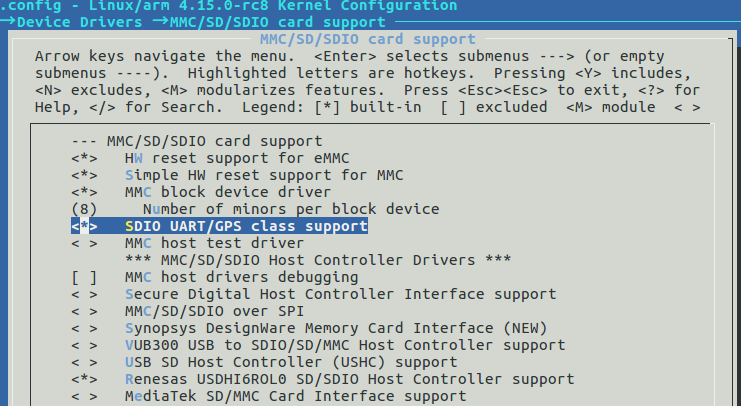 .config - Linux/arm 4.15.0-rc8 Kernel Configuration
→Device Drivers →MMC/SD/SDIO card support
MMC/SD/SDIO card support
Arrow keys navigate the menu.  <Enter> selects submenus ---> (or empty
submenus ----).  Highlighted letters are hotkeys.  Pressing <Y> includes,
<N> excludes, <M> modularizes features.  Press <Esc><Esc> to exit, <?> for
Help, </> for Search.  Legend: [*] built-in  [ ] excluded  <M> module  < >
--- MMC/SD/SDIO card support
<*>   HW reset support for eMMC
<*>   Simple HW reset support for MMC
<*>   MMC block device driver
(8)     Number of minors per block device
<*>   SDIO UART/GPS class support
< >   MMC host test driver
*** MMC/SD/SDIO Host Controller Drivers ***
[ ]   MMC host drivers debugging
< >   Secure Digital Host Controller Interface support
< >   MMC/SD/SDIO over SPI
< >   Synopsys DesignWare Memory Card Interface (NEW)
< >   VUB300 USB to SDIO/SD/MMC Host Controller support
< >   USB SD Host Controller (USHC) support
<*>   Renesas USDHI6ROL0 SD/SDIO Host Controller support
< >   MediaTek SD/MMC Card Interface support